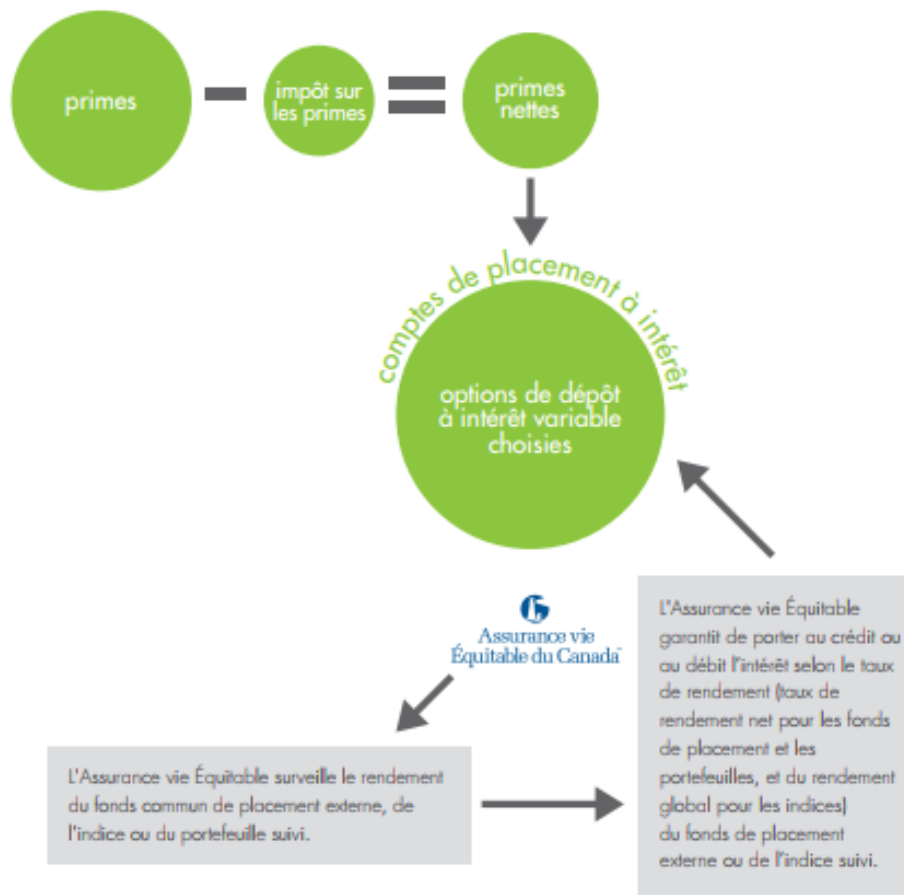 primes
impôt sur
les primes
primes
nettes
comptes de placement à intérêt
options de dépôt
à intérêt variable
choisies
Assurance vie
Équitable du Canada™
L'Assurance vie Équitable
garantit de porter au crédit ou
au débit l'intérêt selon le taux
de rendement (taux de
rendement net pour les fonds
de placement et les
portefeuilles, et du rendement
global pour les indices)
du fonds de placement
externe ou de l'indice suivi.
L'Assurance vie Équitable surveille le rendement
du fonds commun de placement externe, de
l'indice ou du portefeuille suivi.